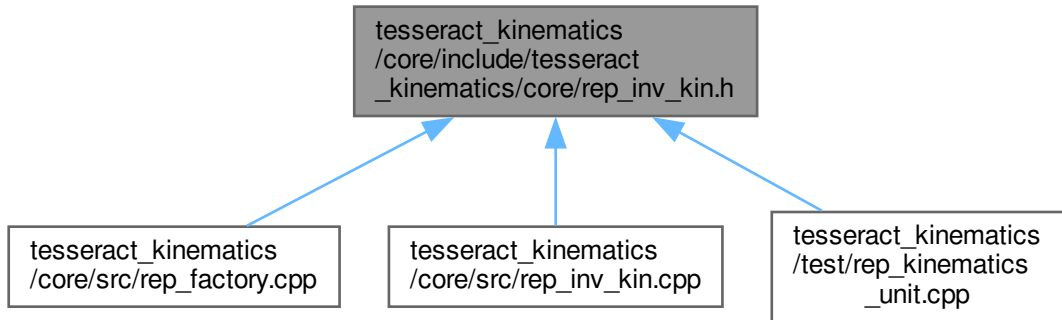 tesseract_kinematics
/core/include/tesseract
_kinematics/core/rep_inv_kin.h
tesseract_kinematics
/core/src/rep_factory.cpp
tesseract_kinematics
/core/src/rep_inv_kin.cpp
tesseract_kinematics
/test/rep_kinematics
_unit.cpp